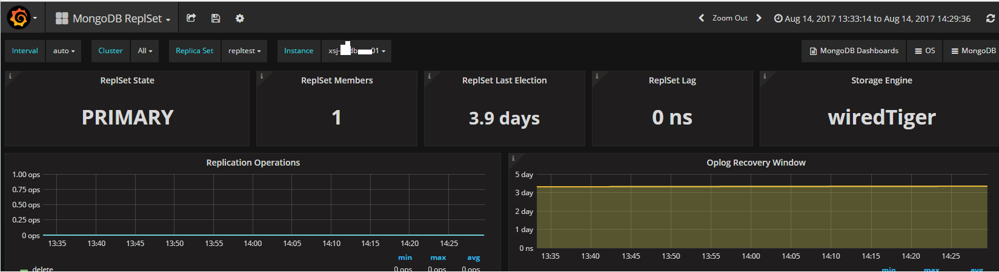 MongoDB ReplSet
Zoom Out
Aug 14, 2017 13:33:14 to Aug 14, 2017 14:29:36
Interval auto Cluster All Replica Set repltest Instance xsj- db 01
MongoDB Dashboards OS MongoDB
ReplSet State
PRIMARY
ReplSet Members
1
ReplSet Last Election
3.9 days
ReplSet Lag
0 ns
Storage Engine
wiredTiger
Replication Operations
1.00 ops
0.75 ops
0.50 ops
0.25 ops
0 ops
13:35 13:40 13:45 13:50 13:55 14:00 14:05 14:10 14:15 14:20 14:25
min max avg
delete 0 ops 0 ops 0 ops
Oplog Recovery Window
5 day
3 day
2 day
1 day
0 ns
13:35 13:40 13:45 13:50 13:55 14:00 14:05 14:10 14:15 14:20 14:25
min max avg